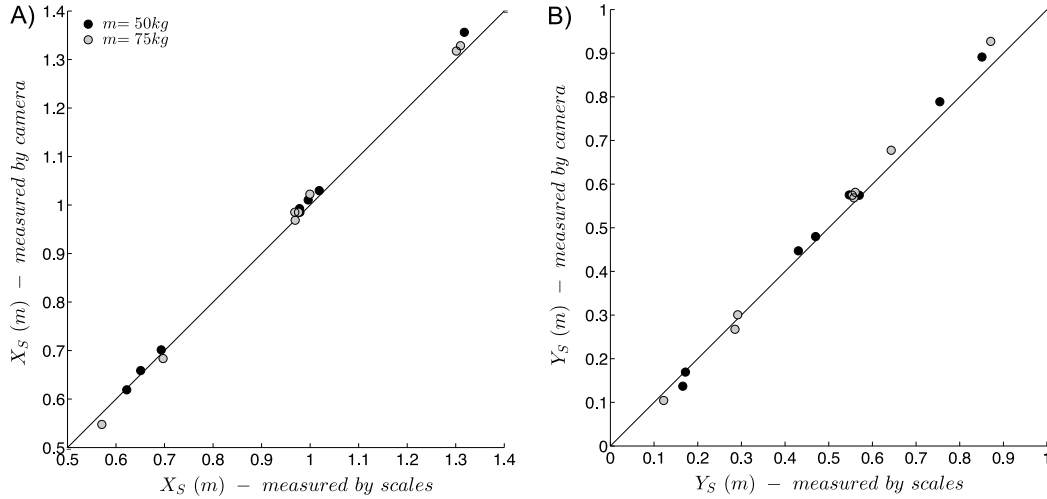 A)
m = 50kg
m = 75kg
1.4
1.3
1.2
1.1
1
0.9
0.8
0.7
0.6
0.5
0.5 0.6 0.7 0.8 0.9 1 1.1 1.2 1.3 1.4
X_S (m) − measured by camera
X_S (m) − measured by scales
B)
1
0.9
0.8
0.7
0.6
0.5
0.4
0.3
0.2
0.1
0
0 0.1 0.2 0.3 0.4 0.5 0.6 0.7 0.8 0.9 1
Y_S (m) − measured by camera
Y_S (m) − measured by scales